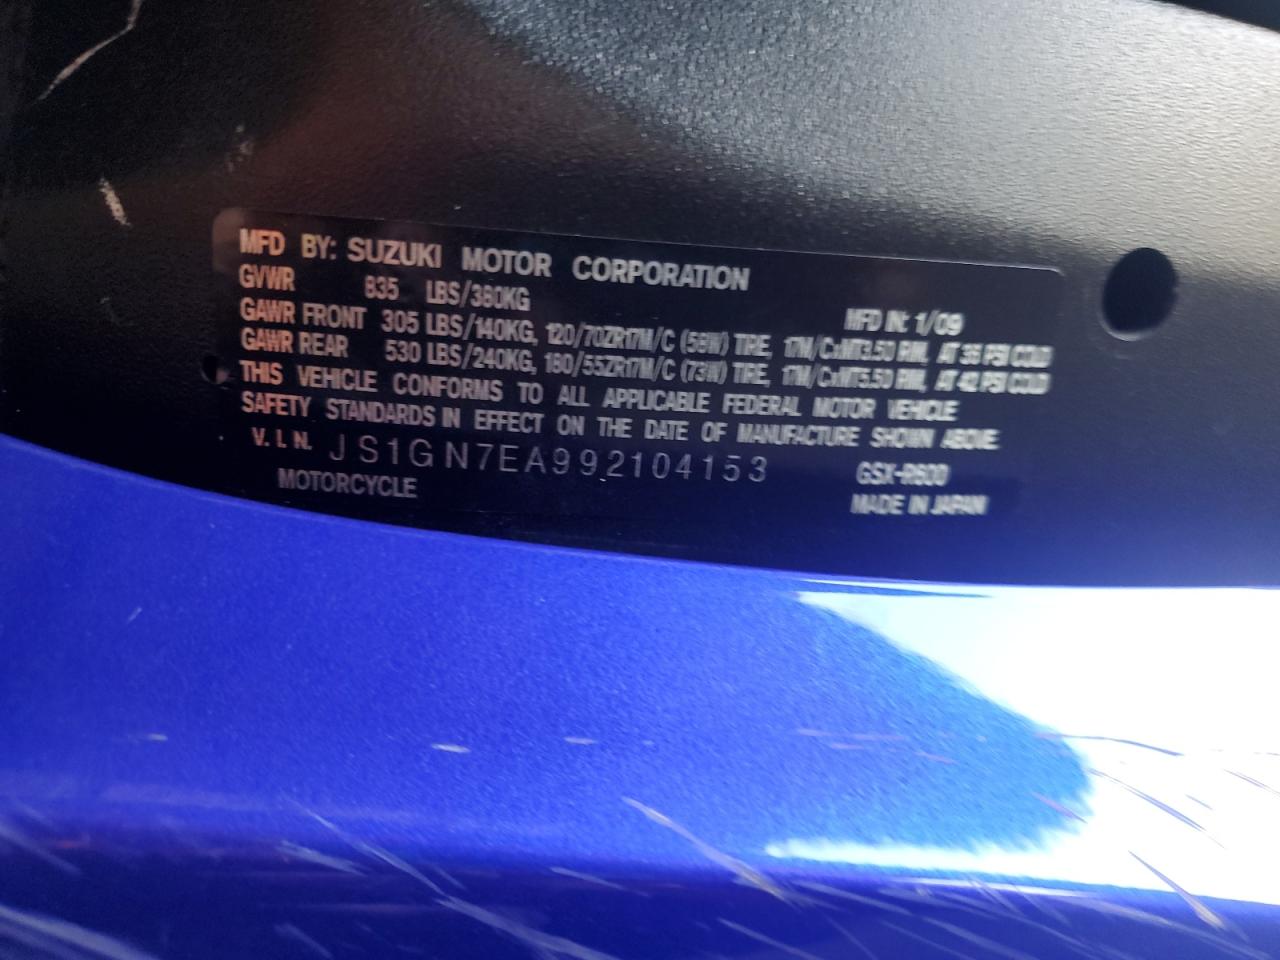 MFD BY: SUZUKI MOTOR CORPORATION
GVWR 835 LBS/380KG
MFD IN: 1/09
GAWR FRONT 305 LBS/140KG, 120/70ZR17M/C (58W) TIRE, 17M/CxMT3.50 RIM, AT 36 PSI COLD
GAWR REAR 530 LBS/240KG, 180/55ZR17M/C (73W) TIRE, 17M/CxMT5.50 RIM, AT 42 PSI COLD
THIS VEHICLE CONFORMS TO ALL APPLICABLE FEDERAL MOTOR VEHICLE
SAFETY STANDARDS IN EFFECT ON THE DATE OF MANUFACTURE SHOWN ABOVE.
V. I. N. JS1GN7EA992104153 GSX-R600
MOTORCYCLE MADE IN JAPAN